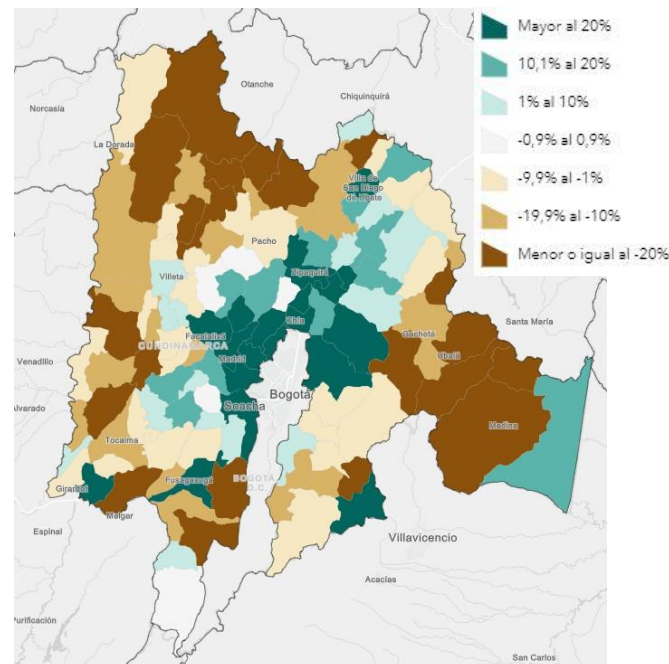 Mayor al 20%
10,1% al 20%
1% al 10%
-0,9% al 0,9%
-9,9% al -1%
-19,9% al -10%
Menor o igual al -20%
Otanche
Norcasia
Chiquinquirá
La Dorada
Villa de
San Diego
de Ubaté
Pacho
Villeta
Zipaquirá
Santa María
Chía
Gachetá
Facatativá
CUNDINAMARCA
Ubalá
Venadillo
Madrid
Bogotá
Soacha
Alvarado
Medina
Tocaima
Girardot
Fusagasugá
BOGOTÁ
D.C.
Melgar
Espinal
Villavicencio
Acacías
Purificación
San Carlos